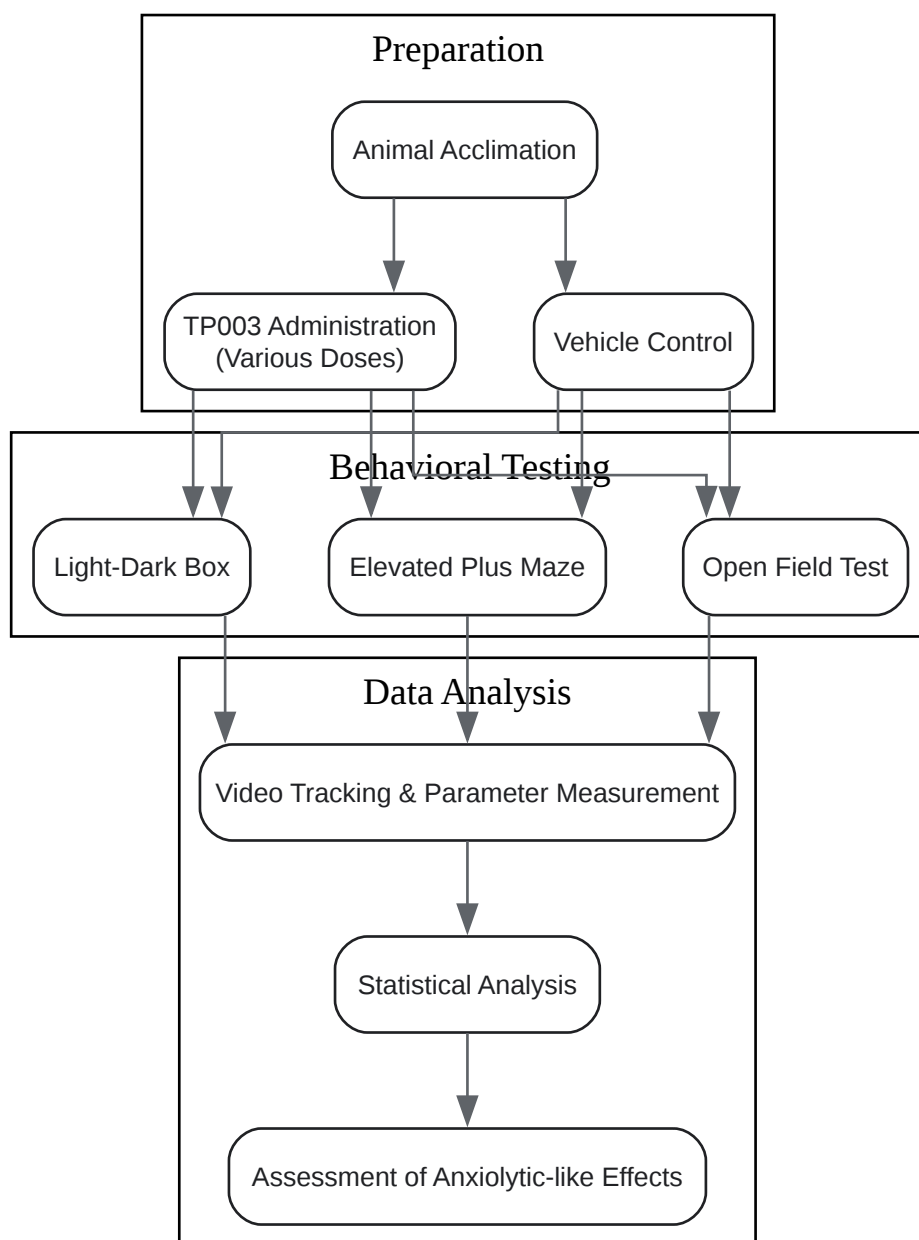 Preparation
Animal Acclimation
TP003 Administration
(Various Doses)
Vehicle Control
Behavioral Testing
Light-Dark Box
Elevated Plus Maze
Open Field Test
Data Analysis
Video Tracking & Parameter Measurement
Statistical Analysis
Assessment of Anxiolytic-like Effects